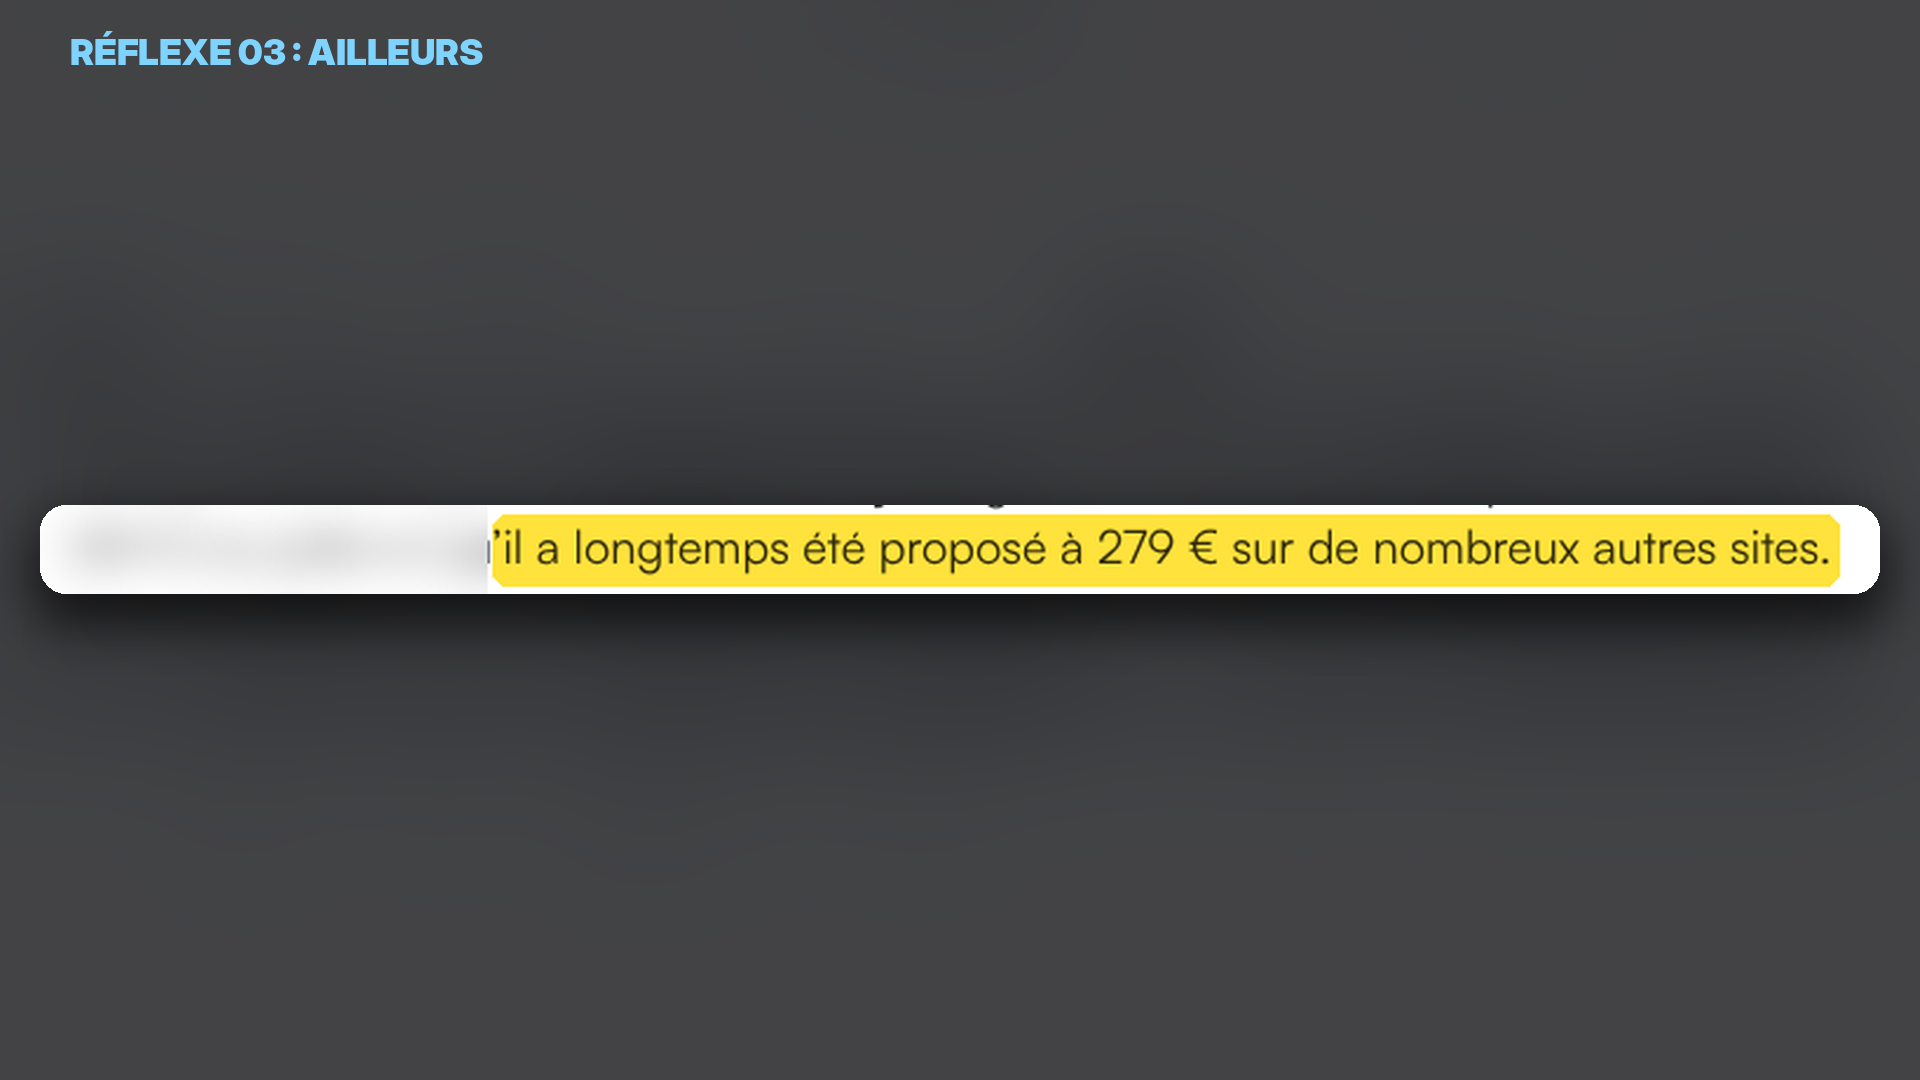 RÉFLEXE 03 : AILLEURS
’il a longtemps été proposé à 279 € sur de nombreux autres sites.